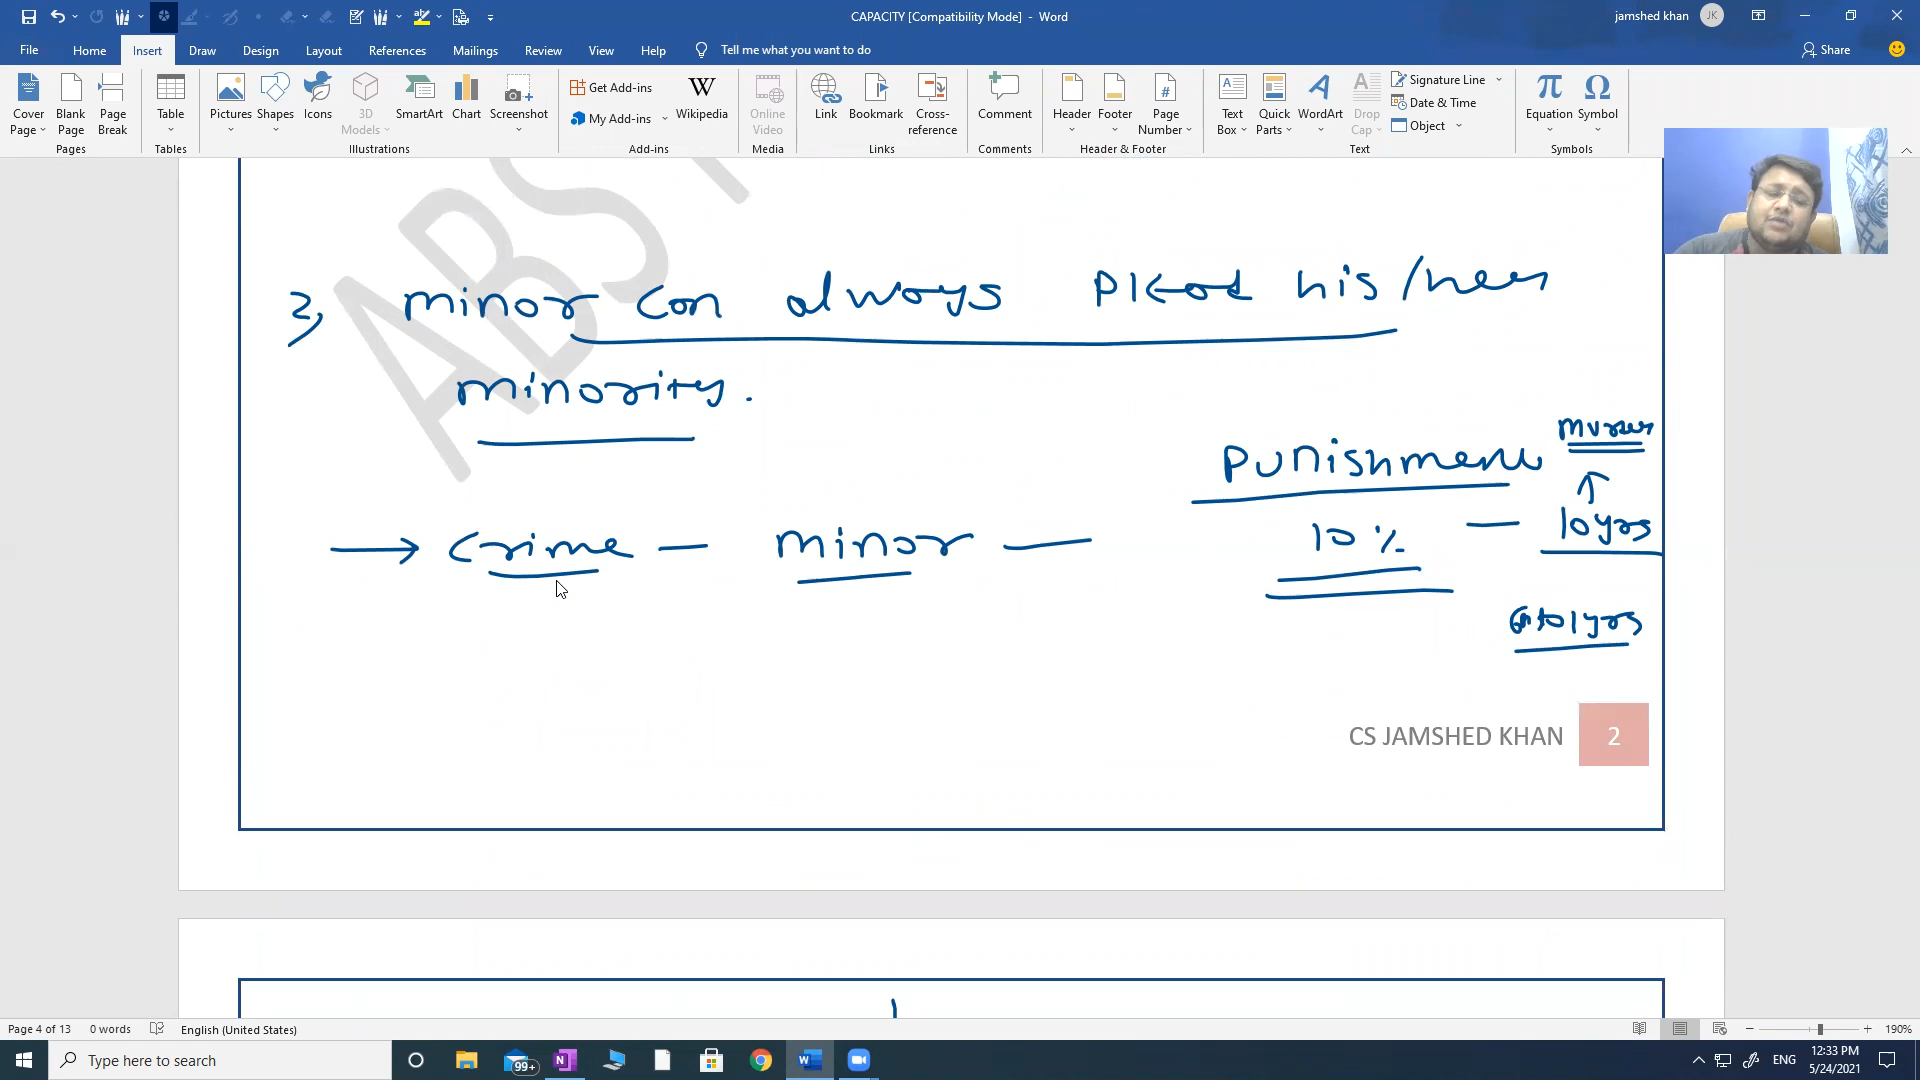 CAPACITY [Compatibility Mode] - Word
jamshed khan JK
File Home Insert Draw Design Layout References Mailings Review View Help Tell me what you want to do Share
Cover Page Blank Page Page Break Table Pictures Shapes Icons 3D Models SmartArt Chart Screenshot Get Add-ins My Add-ins Wikipedia Online Video Link Bookmark Cross-reference Comment Header Footer Page Number Text Box Quick Parts WordArt Drop Cap Signature Line Date & Time Object Equation Symbol
Pages Tables Illustrations Add-ins Media Links Comments Header & Footer Text Symbols
ABS
3, minor can always plead his/her
minority.
murder
Punishment
→ crime — minor — 10% — 10yrs
1yrs
CS JAMSHED KHAN 2
Page 4 of 13 0 words English (United States) 190%
Type here to search 99+ ENG 12:33 PM
5/24/2021